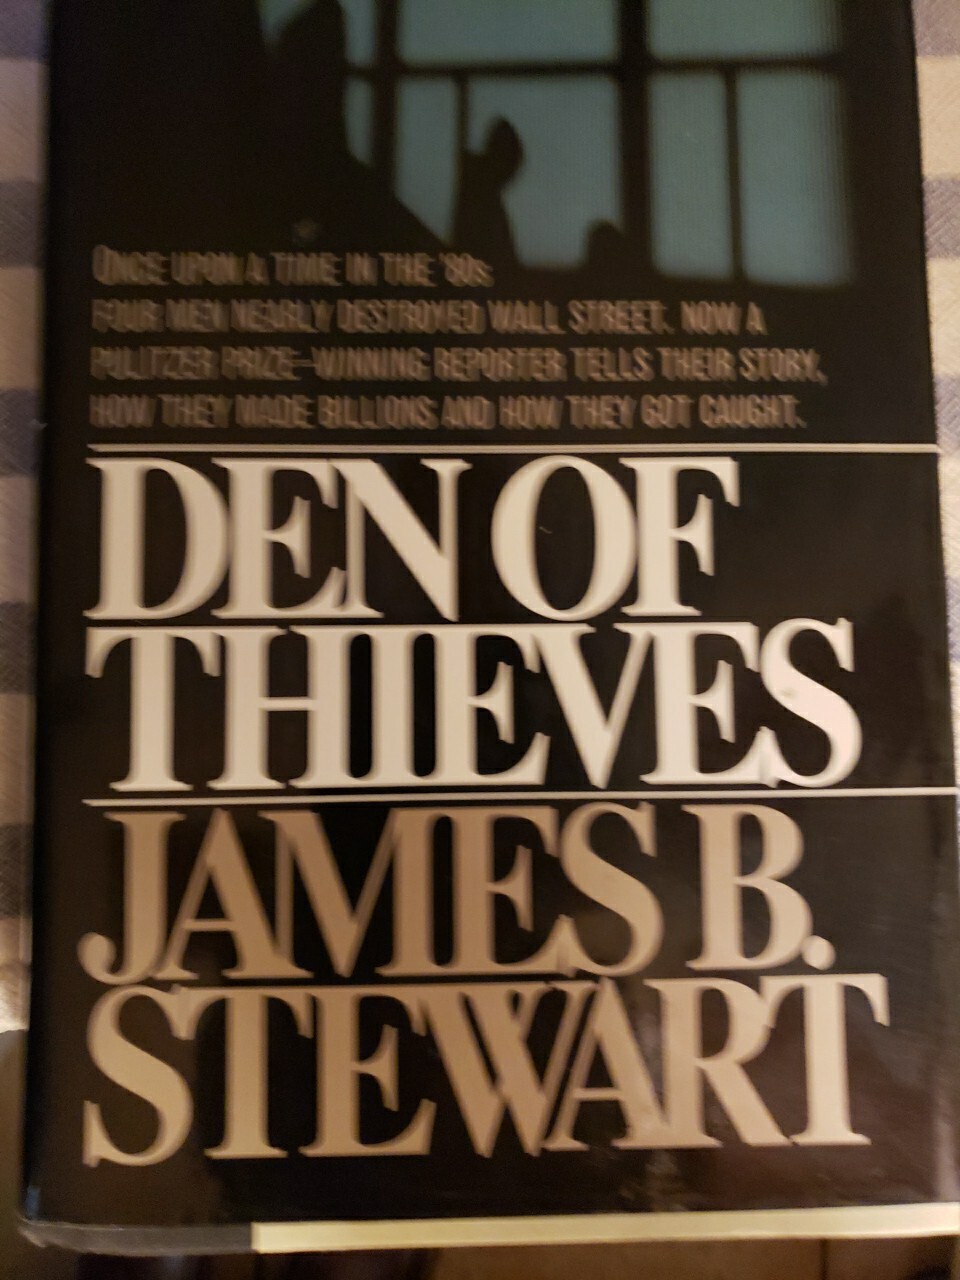 ONCE UPON A TIME IN THE '80s
FOUR MEN NEARLY DESTROYED WALL STREET. NOW A
PULITZER PRIZE-WINNING REPORTER TELLS THEIR STORY,
HOW THEY MADE BILLIONS AND HOW THEY GOT CAUGHT.
DEN OF
THIEVES
JAMES B.
STEWART